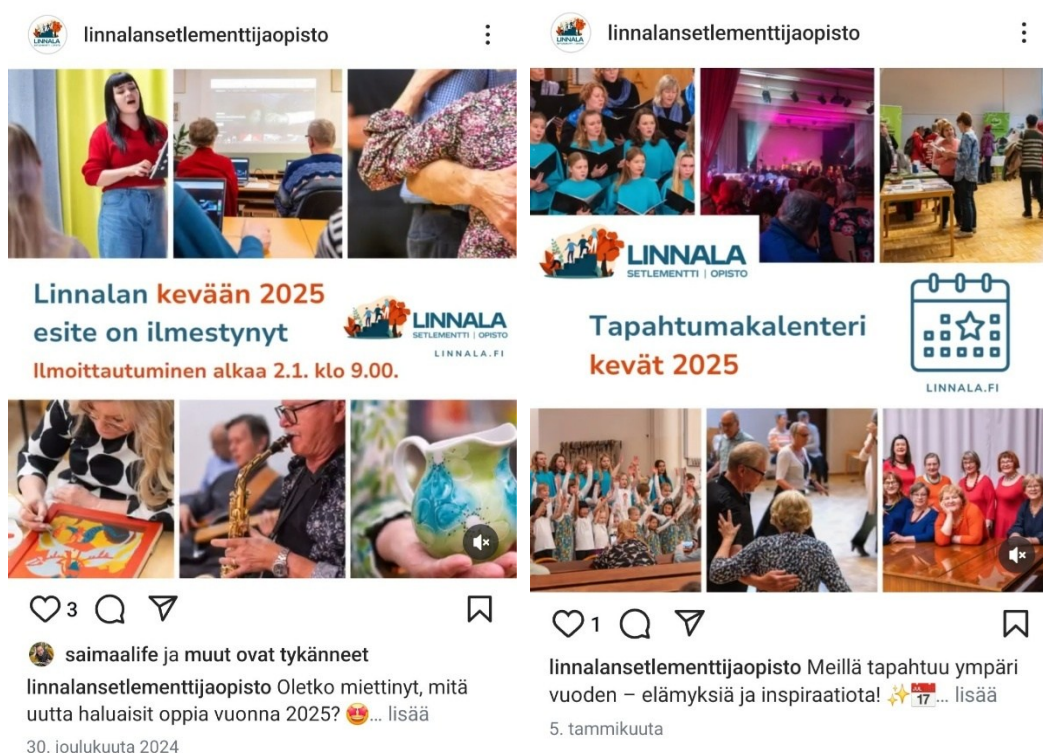 linnalansetlementtijaopisto
Linnalan kevään 2025
esite on ilmestynyt
Ilmoittautuminen alkaa 2.1. klo 9.00.
LINNALA
SETLEMENTTI | OPISTO
LINNALA.FI
3
saimaalife ja muut ovat tykänneet
linnalansetlementtijaopisto Oletko miettinyt, mitä
uutta haluaisit oppia vuonna 2025? 🤩... lisää
30. joulukuuta 2024
linnalansetlementtijaopisto
LINNALA
SETLEMENTTI | OPISTO
Tapahtumakalenteri
kevät 2025
LINNALA.FI
1
linnalansetlementtijaopisto Meillä tapahtuu ympäri
vuoden – elämyksiä ja inspiraatiota! ✨📅... lisää
5. tammikuuta